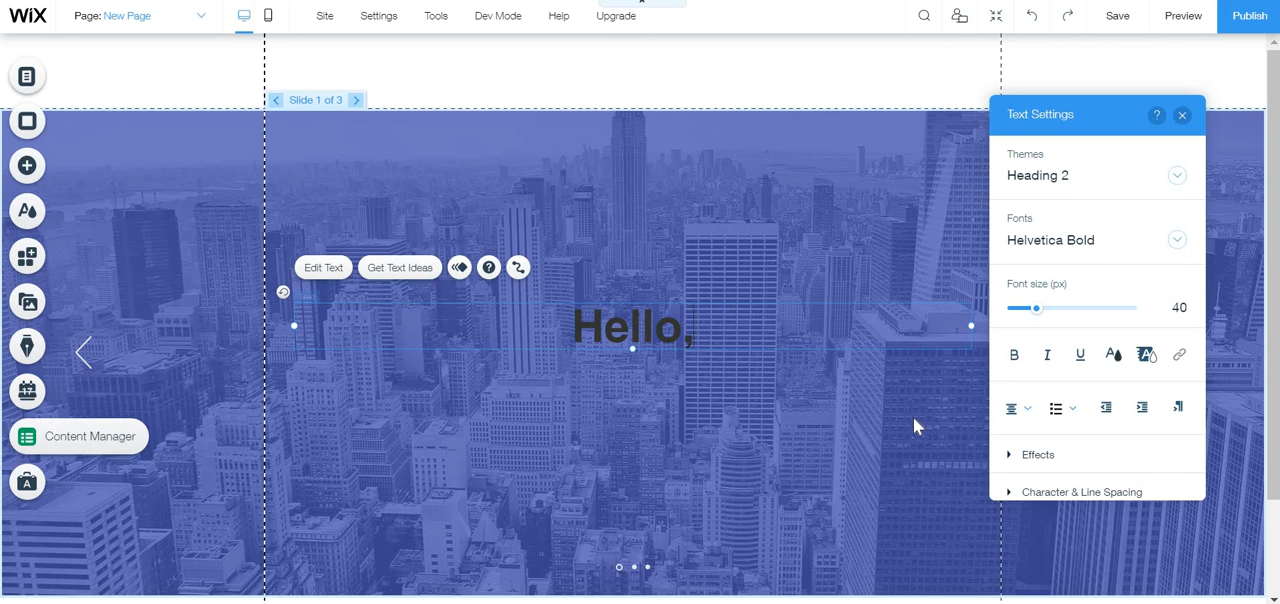 WiX Page: New Page Site Settings Tools Dev Mode Help Upgrade Save Preview Publish
Slide 1 of 3
Text Settings ?
Themes
Heading 2
Fonts
Helvetica Bold
Edit Text Get Text Ideas ?
Font size (px)
40
Hello,
B I U A A
17
Content Manager
Effects
A
Character & Line Spacing